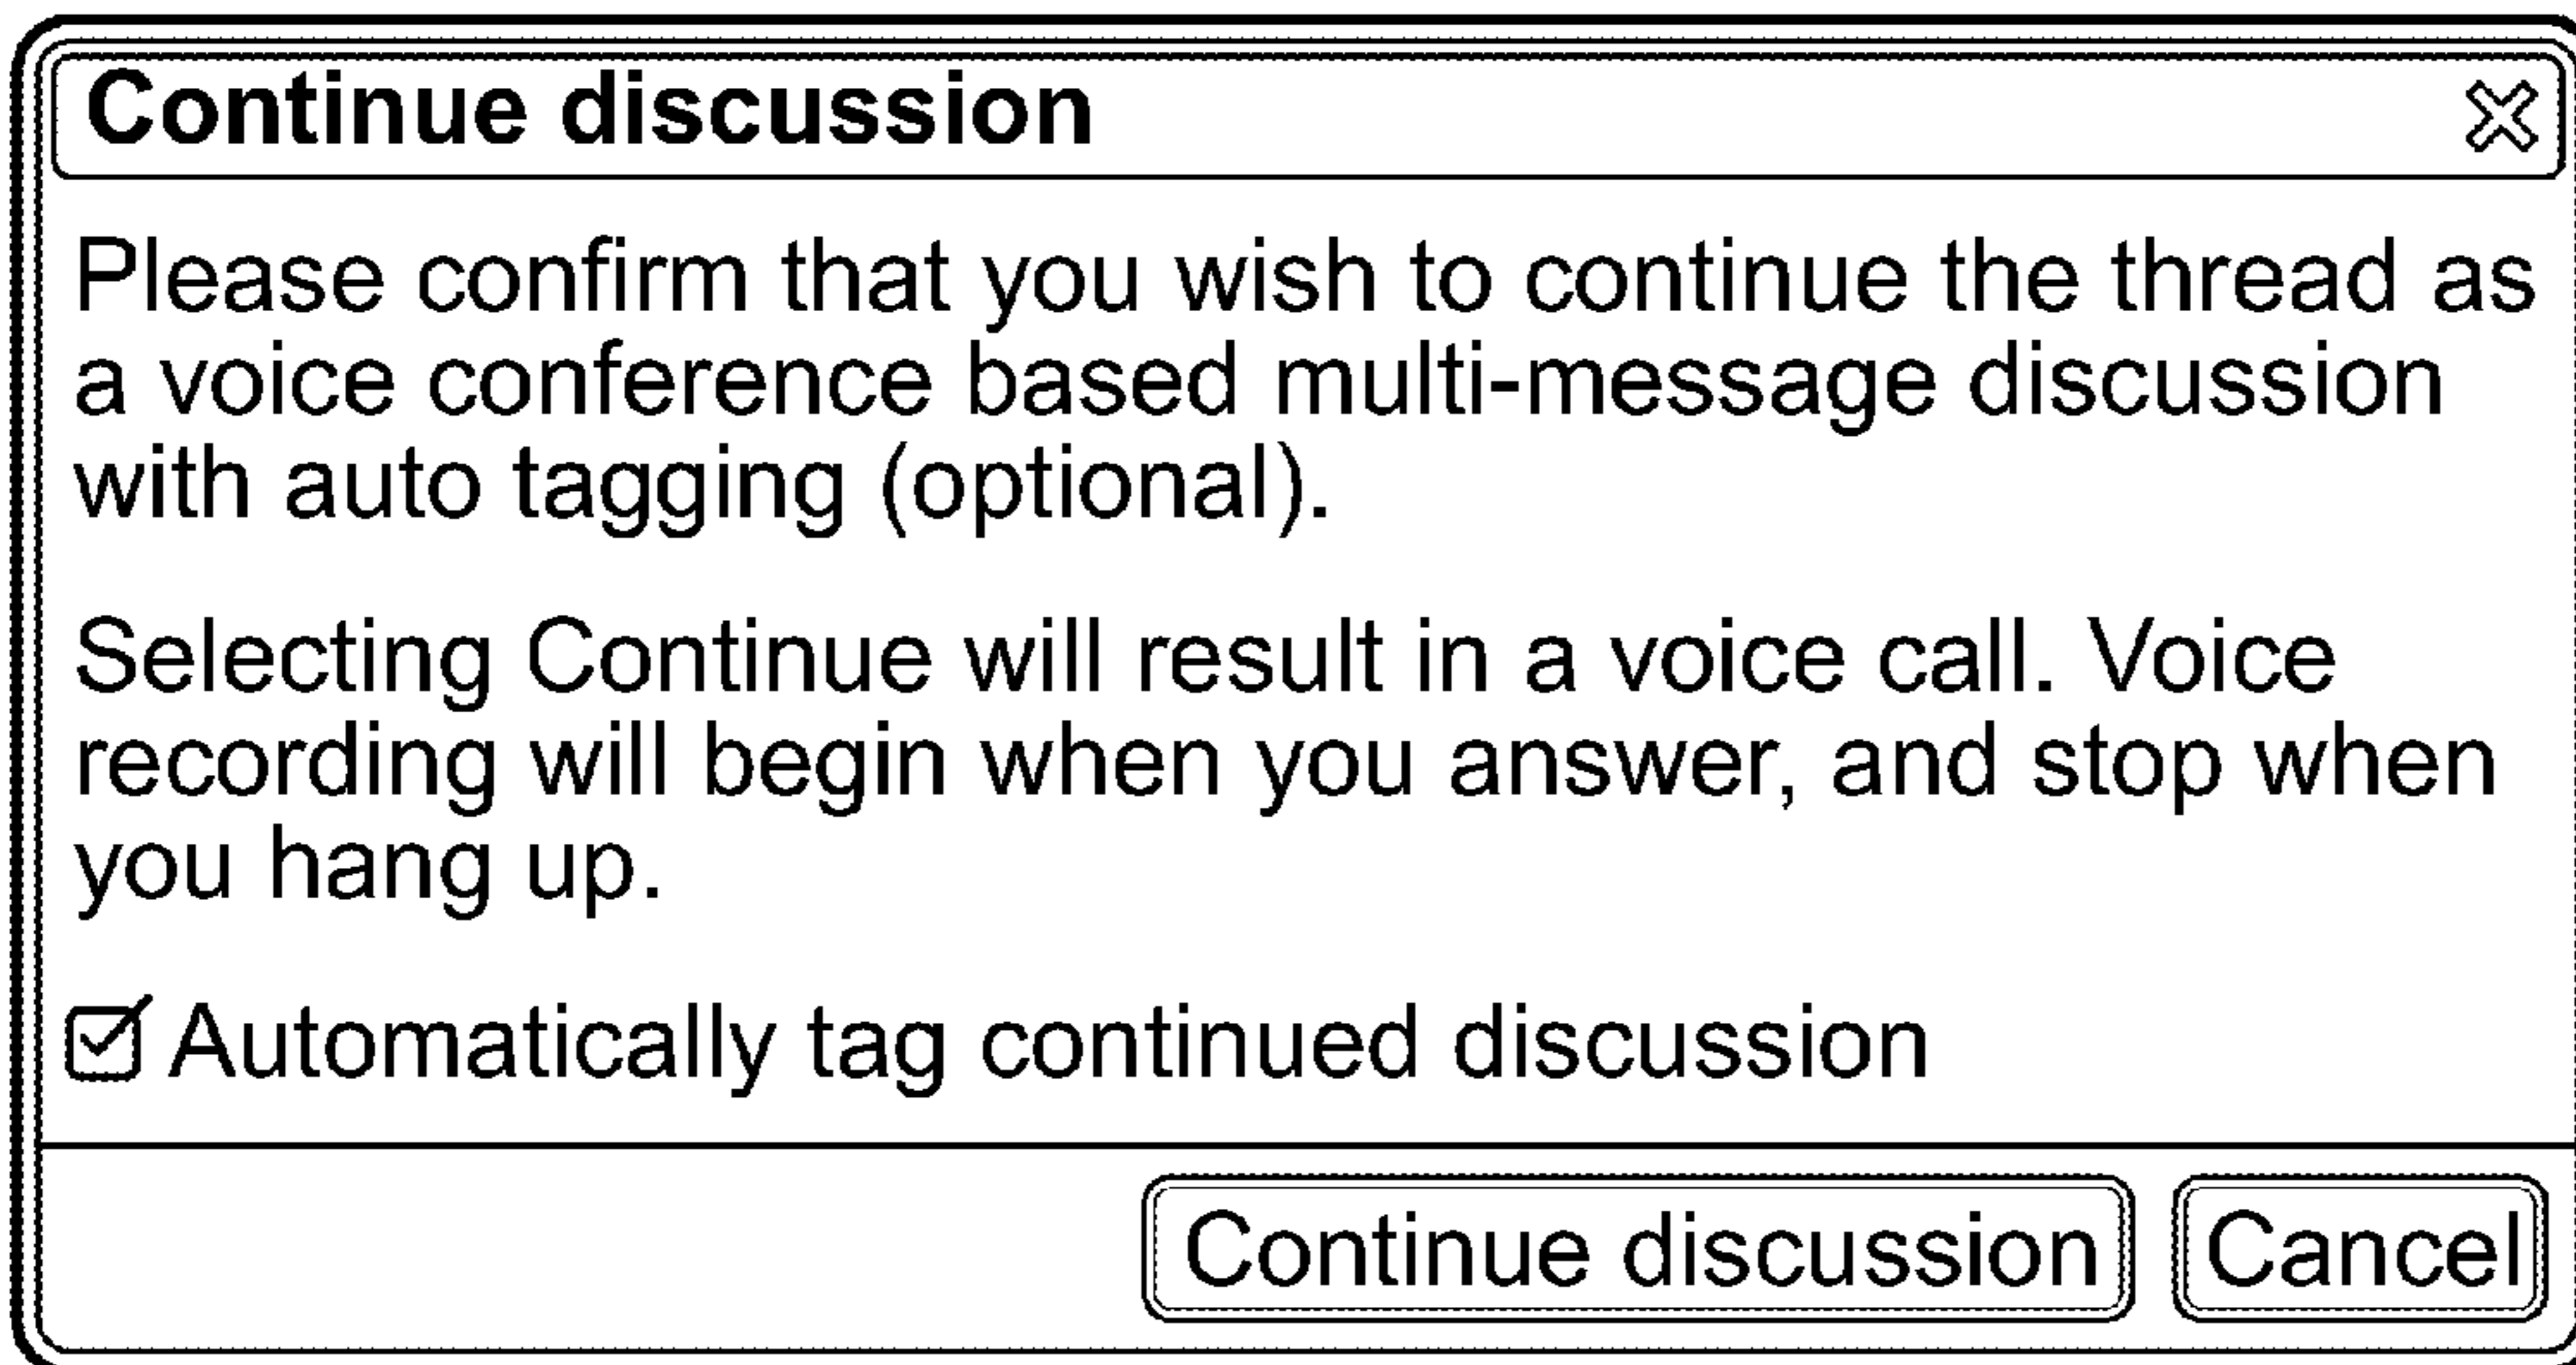 Continue discussion
Please confirm that you wish to continue the thread as
a voice conference based multi-message discussion
with auto tagging (optional).
Selecting Continue will result in a voice call. Voice
recording will begin when you answer, and stop when
you hang up.
Automatically tag continued discussion
Continue discussion Cancel